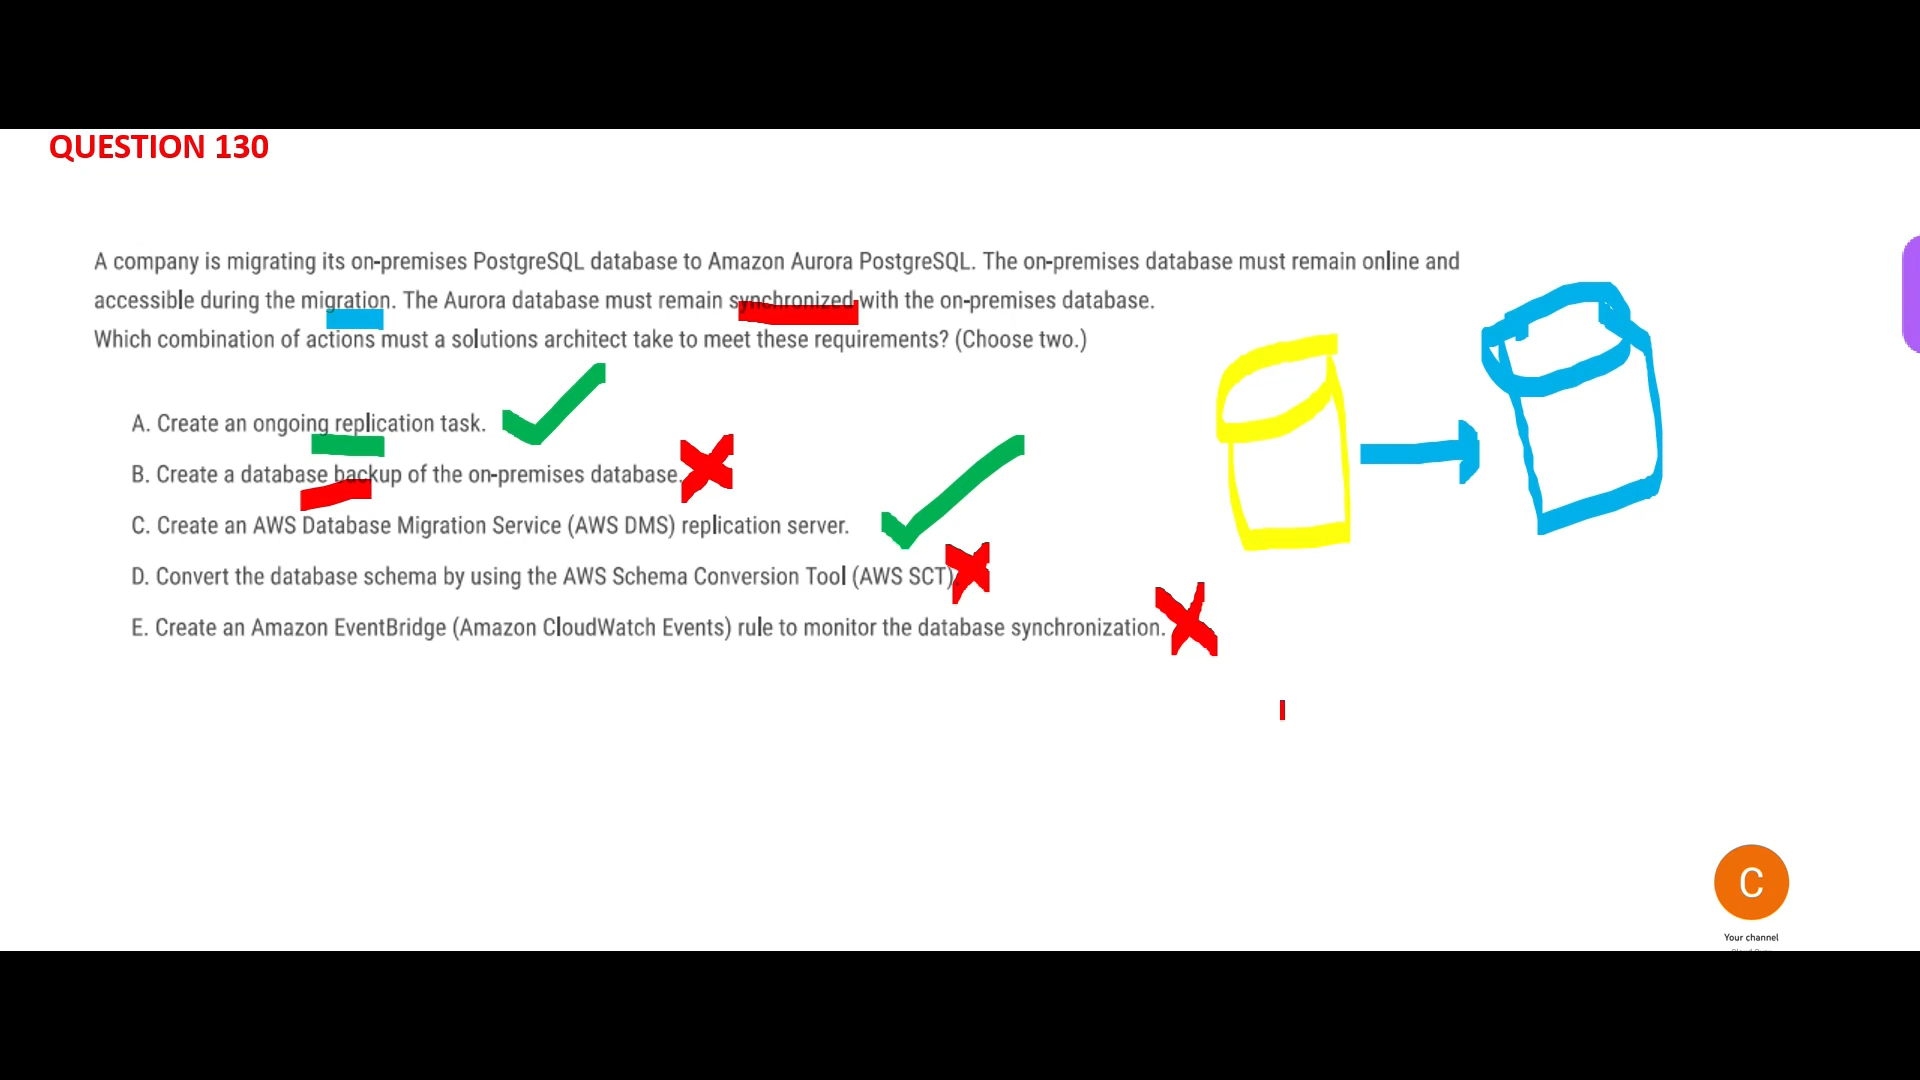 QUESTION 130
A company is migrating its on-premises PostgreSQL database to Amazon Aurora PostgreSQL. The on-premises database must remain online and
accessible during the migration. The Aurora database must remain synchronized with the on-premises database.
Which combination of actions must a solutions architect take to meet these requirements? (Choose two.)
A. Create an ongoing replication task.
B. Create a database backup of the on-premises database.
C. Create an AWS Database Migration Service (AWS DMS) replication server.
D. Convert the database schema by using the AWS Schema Conversion Tool (AWS SCT)
E. Create an Amazon EventBridge (Amazon CloudWatch Events) rule to monitor the database synchronization.
C
Your channel